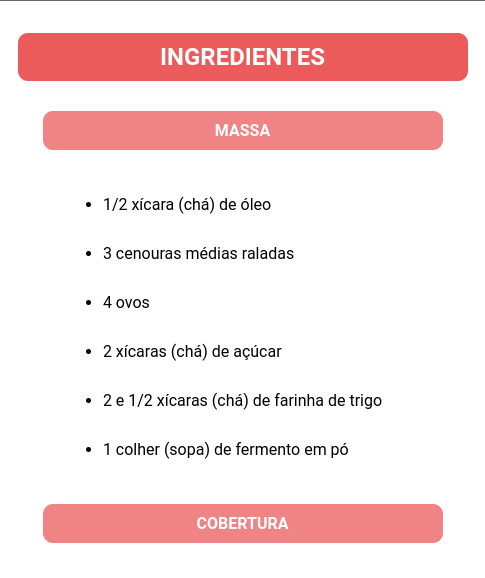 INGREDIENTES
MASSA
1/2 xícara (chá) de óleo
3 cenouras médias raladas
4 ovos
2 xícaras (chá) de açúcar
2 e 1/2 xícaras (chá) de farinha de trigo
1 colher (sopa) de fermento em pó
COBERTURA